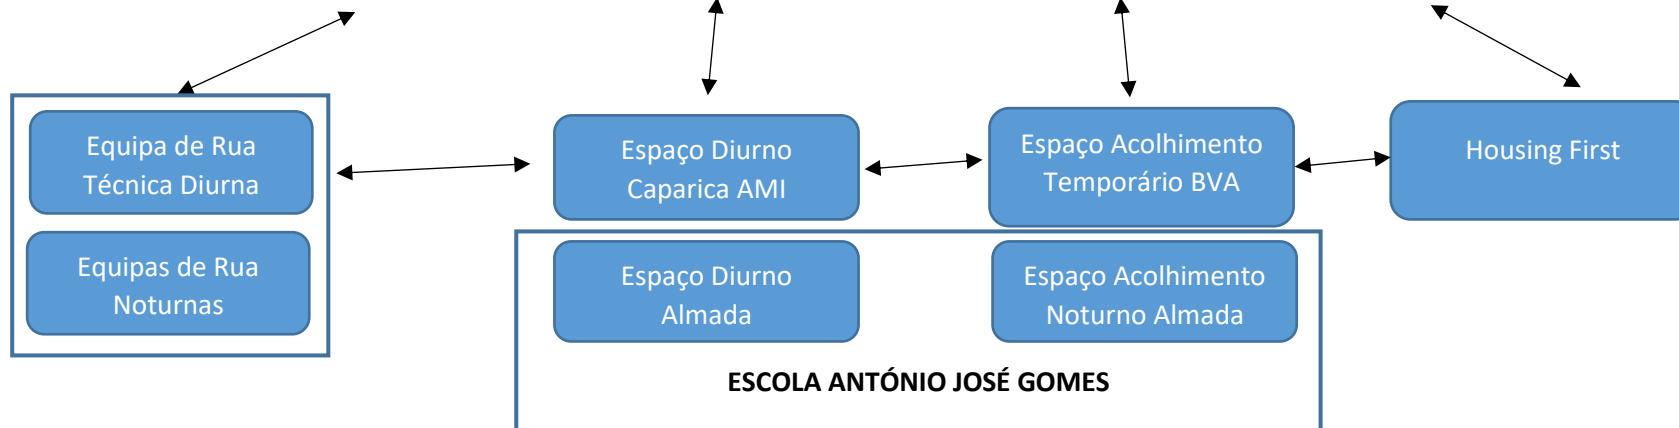 Equipa de Rua
Técnica Diurna
Equipas de Rua
Noturnas
Espaço Diurno
Caparica AMI
Espaço Acolhimento
Temporário BVA
Housing First
Espaço Diurno
Almada
Espaço Acolhimento
Noturno Almada
ESCOLA ANTÓNIO JOSÉ GOMES